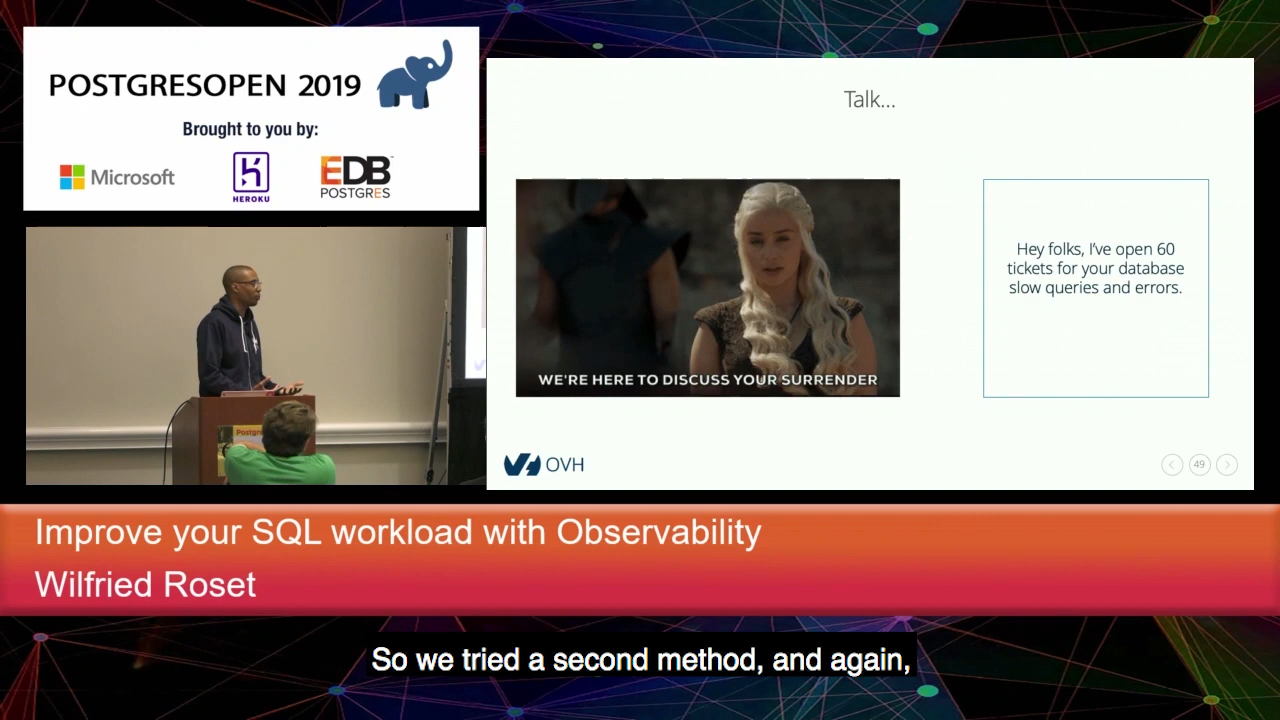 POSTGRESOPEN 2019
Brought to you by:
Microsoft
HEROKU
EDB
POSTGRES
Talk...
WE'RE HERE TO DISCUSS YOUR SURRENDER
Hey folks, I've open 60
tickets for your database
slow queries and errors.
OVH
49
Improve your SQL workload with Observability
Wilfried Roset
So we tried a second method, and again,